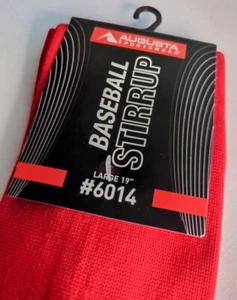 AUGUSTA
SPORTSWEAR
BASEBALL
STIRRUP
LARGE 19"
#6014